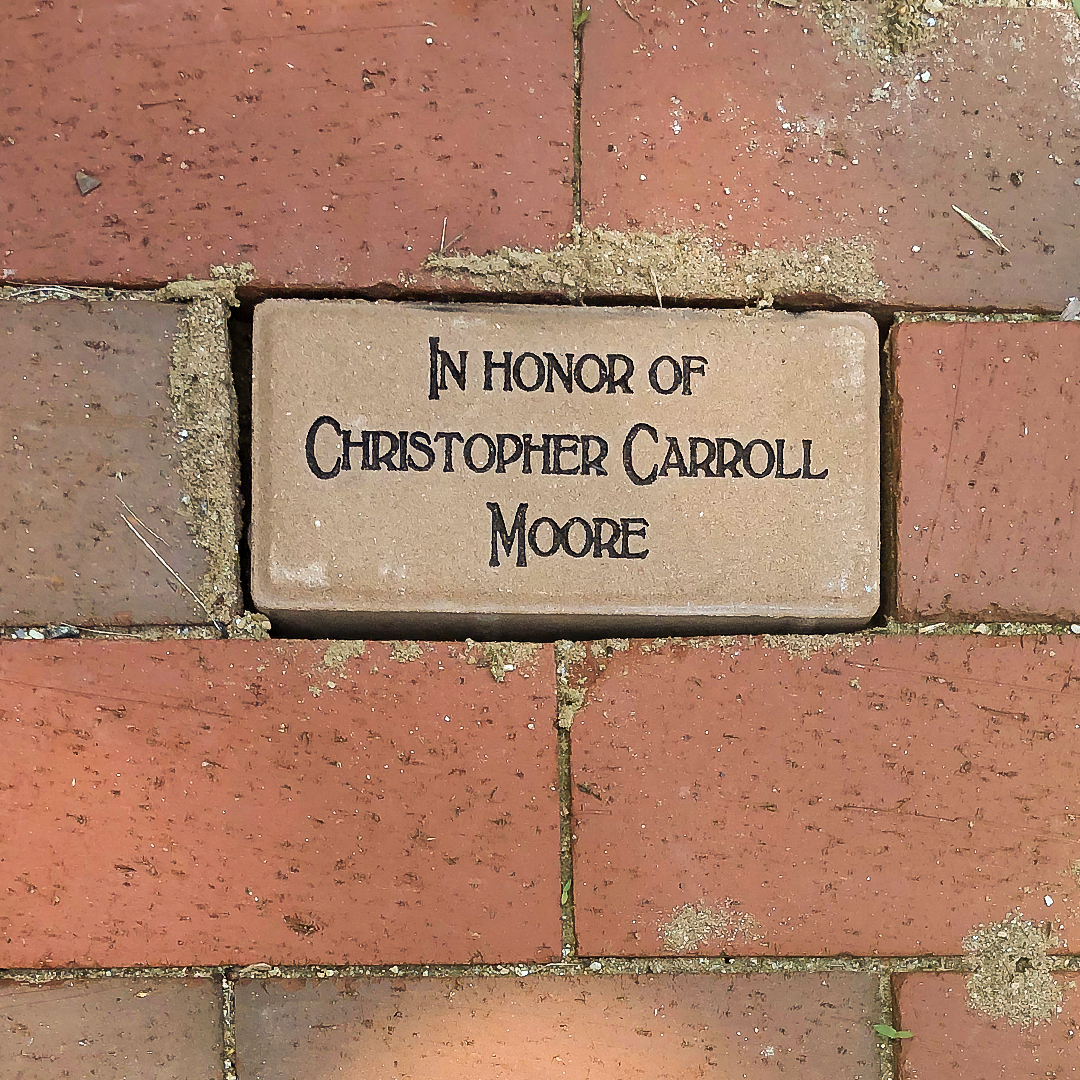 In honor of
Christopher Carroll
Moore